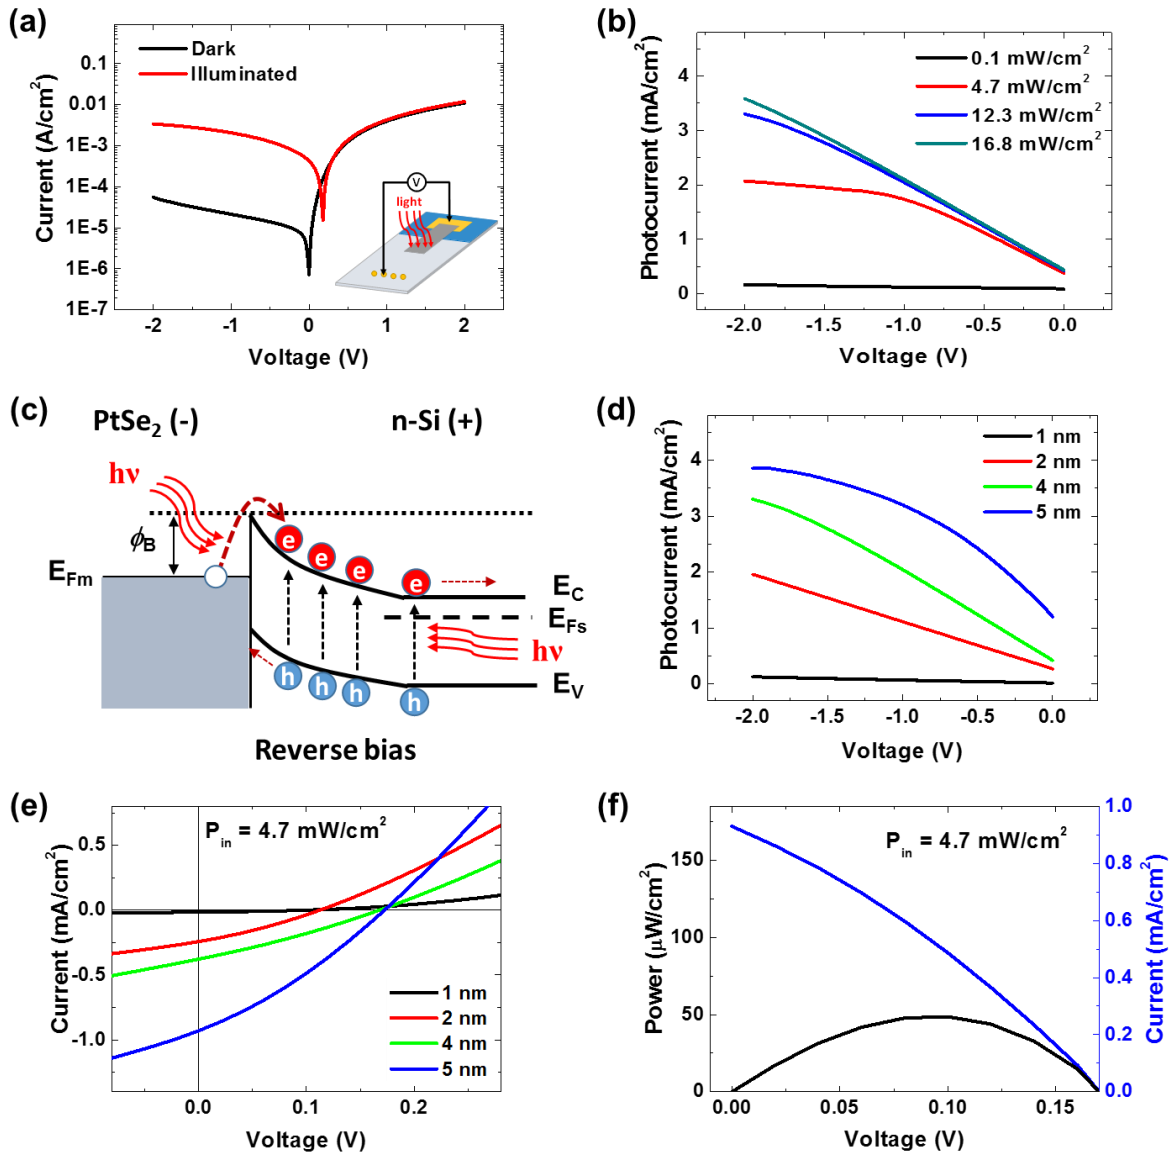 (a)
Dark
Illuminated
Current (A/cm²)
0.1
0.01
1E-3
1E-4
1E-5
1E-6
1E-7
-2
-1
0
1
2
Voltage (V)
V
light
(b)
Photocurrent (mA/cm²)
4
3
2
1
0
0.1 mW/cm²
4.7 mW/cm²
12.3 mW/cm²
16.8 mW/cm²
-2.0
-1.5
-1.0
-0.5
0.0
Voltage (V)
(c)
PtSe₂ (-)
n-Si (+)
hν
ϕB
EFm
e
e
e
e
EC
EFs
hν
h
h
h
h
EV
Reverse bias
(d)
Photocurrent (mA/cm²)
4
3
2
1
0
1 nm
2 nm
4 nm
5 nm
-2.0
-1.5
-1.0
-0.5
0.0
Voltage (V)
(e)
Pin = 4.7 mW/cm²
Current (mA/cm²)
0.5
0.0
-0.5
-1.0
1 nm
2 nm
4 nm
5 nm
0.0
0.1
0.2
Voltage (V)
(f)
Pin = 4.7 mW/cm²
Power (μW/cm²)
150
100
50
0
1.0
0.8
0.6
0.4
0.2
0.0
Current (mA/cm²)
0.00
0.05
0.10
0.15
Voltage (V)